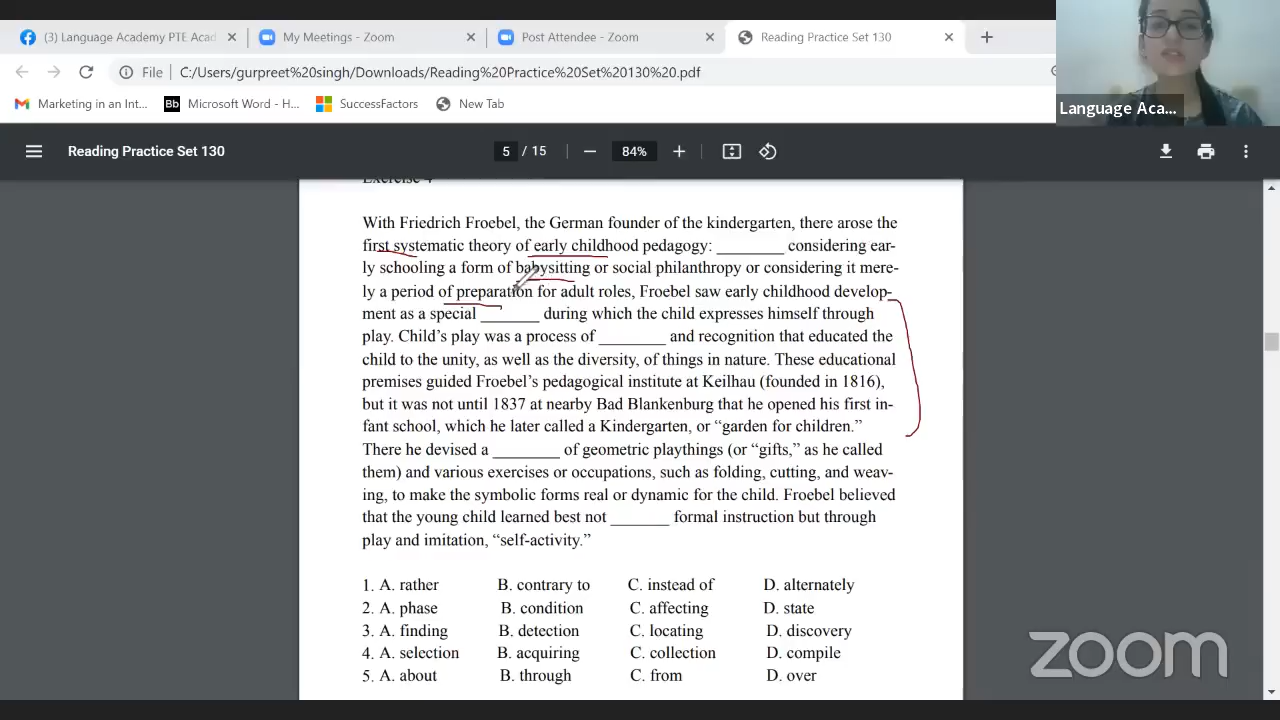 (3) Language Academy PTE Acad
My Meetings - Zoom
Post Attendee - Zoom
Reading Practice Set 130
File
C:/Users/gurpreet%20singh/Downloads/Reading%20Practice%20Set%20130%20.pdf
Marketing in an Int...
Bb Microsoft Word - H...
SuccessFactors
New Tab
Language Aca...
Reading Practice Set 130
5 / 15
84%
Exercise 4
With Friedrich Froebel, the German founder of the kindergarten, there arose the
first systematic theory of early childhood pedagogy: ________ considering ear-
ly schooling a form of babysitting or social philanthropy or considering it mere-
ly a period of preparation for adult roles, Froebel saw early childhood develop-
ment as a special _______ during which the child expresses himself through
play. Child's play was a process of ________ and recognition that educated the
child to the unity, as well as the diversity, of things in nature. These educational
premises guided Froebel's pedagogical institute at Keilhau (founded in 1816),
but it was not until 1837 at nearby Bad Blankenburg that he opened his first in-
fant school, which he later called a Kindergarten, or “garden for children.”
There he devised a ________ of geometric playthings (or “gifts,” as he called
them) and various exercises or occupations, such as folding, cutting, and weav-
ing, to make the symbolic forms real or dynamic for the child. Froebel believed
that the young child learned best not _______ formal instruction but through
play and imitation, “self-activity.”
1. A. rather B. contrary to C. instead of D. alternately
2. A. phase B. condition C. affecting D. state
3. A. finding B. detection C. locating D. discovery
4. A. selection B. acquiring C. collection D. compile
5. A. about B. through C. from D. over
zoom